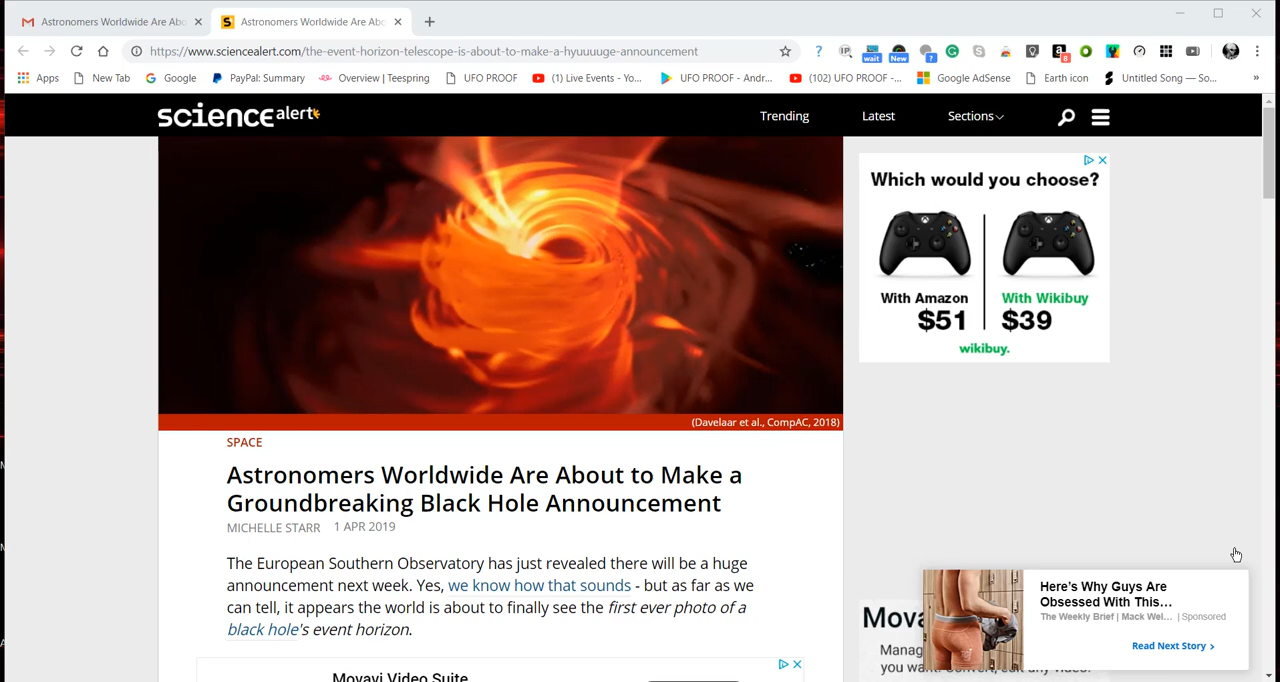 Astronomers Worldwide Are Abo
Astronomers Worldwide Are Abo
https://www.sciencealert.com/the-event-horizon-telescope-is-about-to-make-a-hyuuuge-announcement
wait
New
?
8
Apps
New Tab
Google
PayPal: Summary
Overview | Teespring
UFO PROOF
(1) Live Events - Yo...
UFO PROOF - Andr...
(102) UFO PROOF -...
Google AdSense
Earth icon
Untitled Song — So...
»
sciencealert
Trending
Latest
Sections
Which would you choose?
With Amazon
$51
With Wikibuy
$39
wikibuy.
(Davelaar et al., CompAC, 2018)
SPACE
Astronomers Worldwide Are About to Make a
Groundbreaking Black Hole Announcement
MICHELLE STARR 1 APR 2019
The European Southern Observatory has just revealed there will be a huge
announcement next week. Yes, we know how that sounds - but as far as we
can tell, it appears the world is about to finally see the first ever photo of a
black hole's event horizon.
Movavi Video Suite
Here's Why Guys Are
Obsessed With This...
The Weekly Brief | Mack Wel... | Sponsored
Read Next Story >